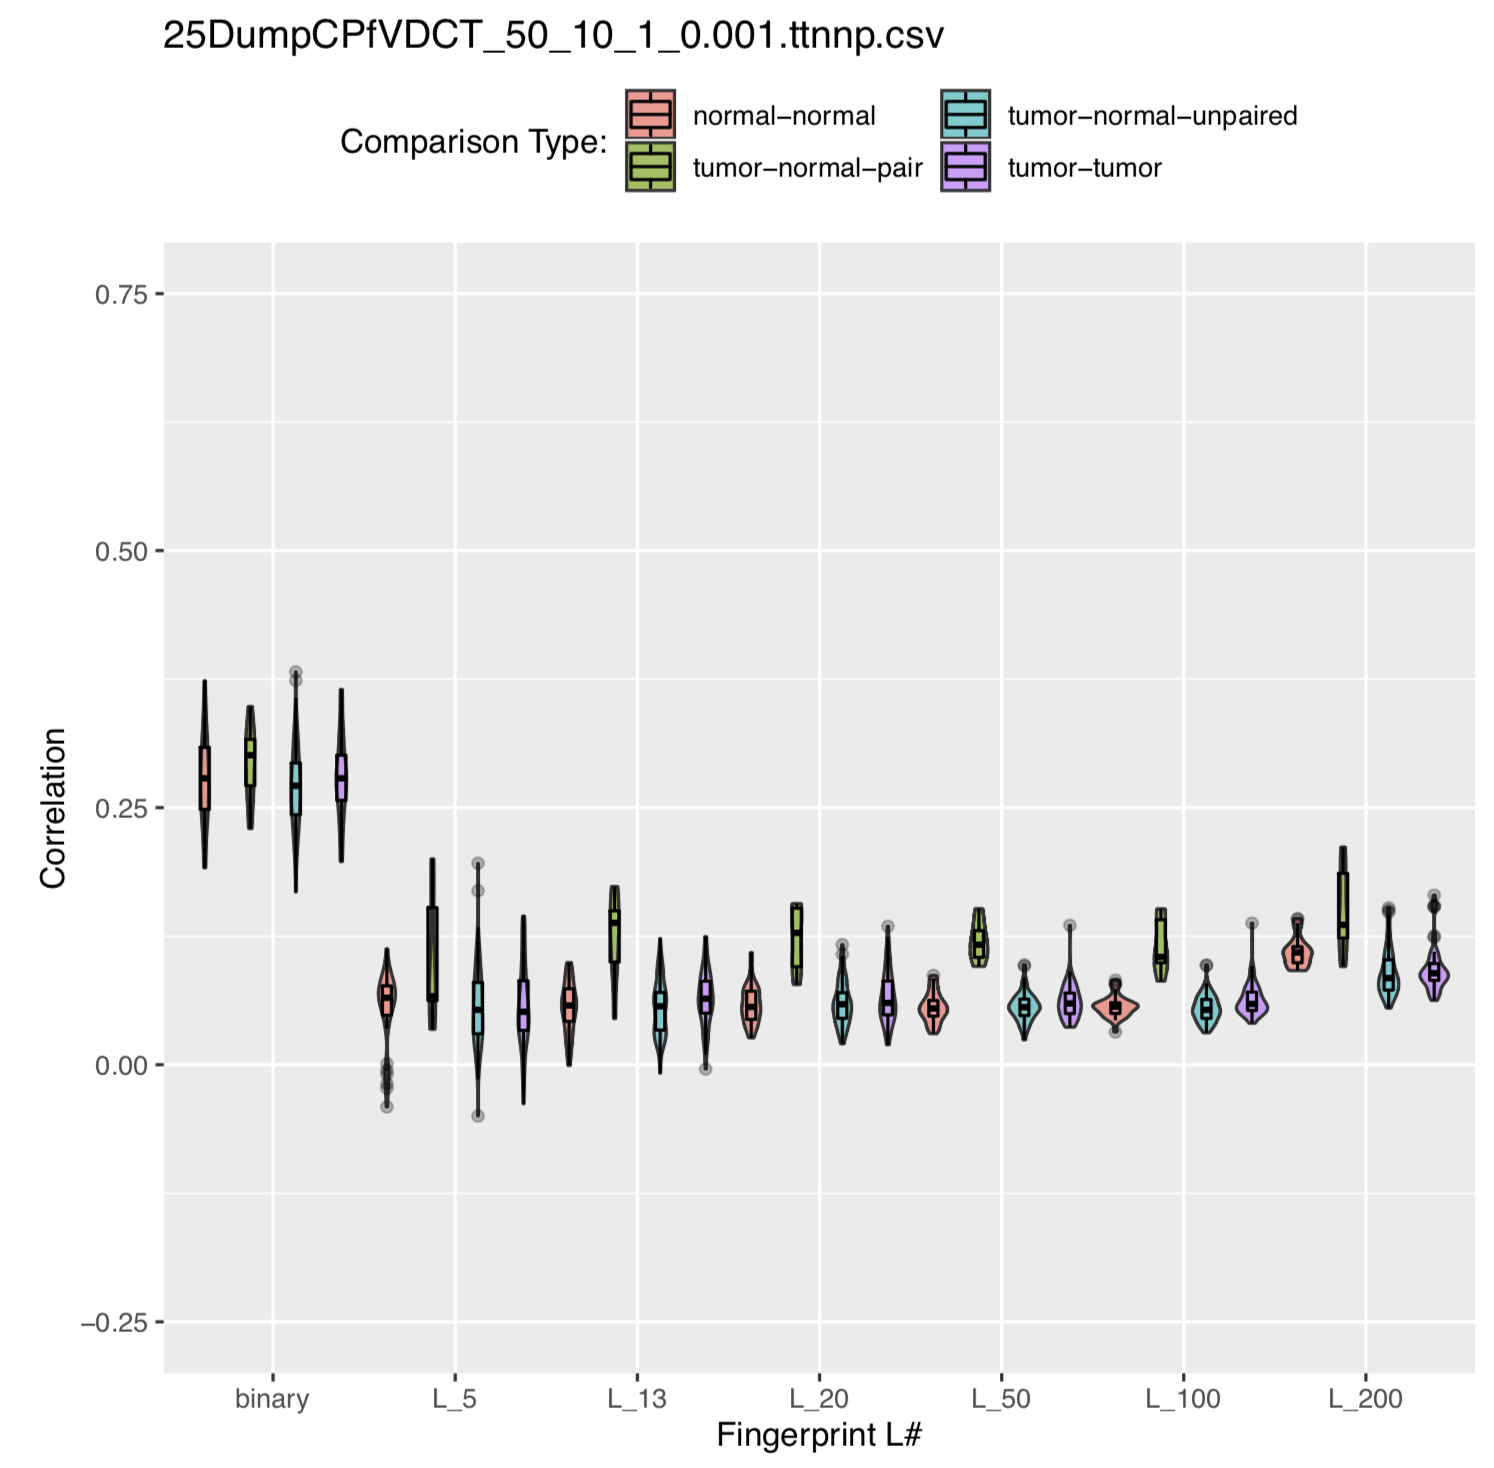 25DumpCPfVDCT_50_10_1_0.001.ttnnp.csv
Comparison Type:
normal−normal
tumor−normal−pair
tumor−normal−unpaired
tumor−tumor
Correlation
0.75
0.50
0.25
0.00
−0.25
binary L_5 L_13 L_20 L_50 L_100 L_200
Fingerprint L#